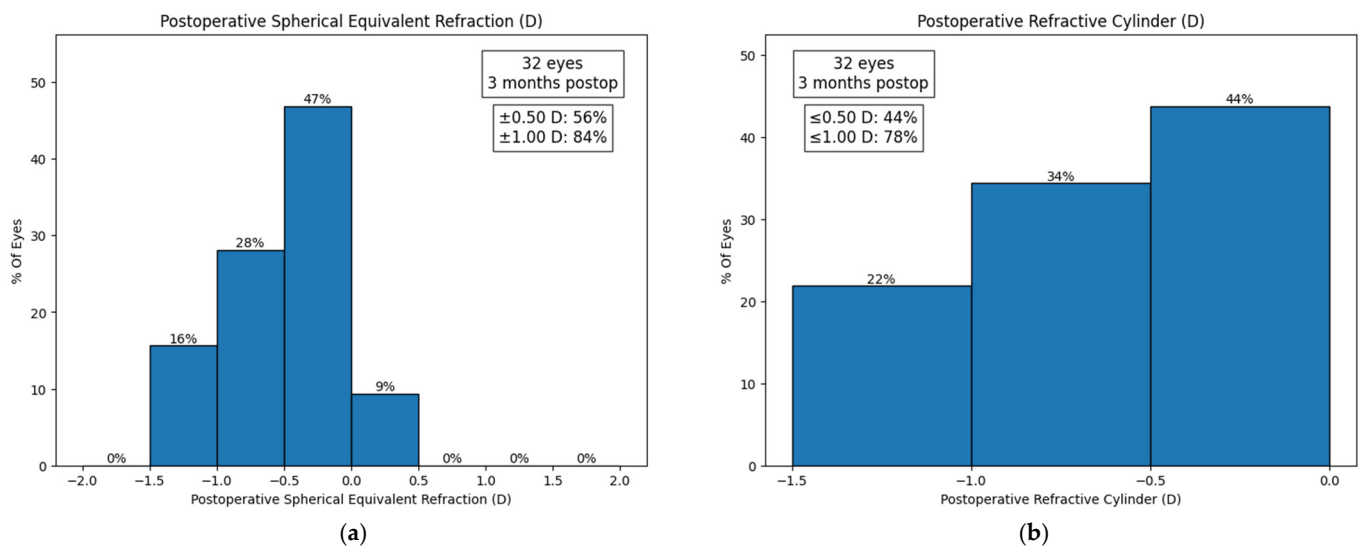 Postoperative Spherical Equivalent Refraction (D)
32 eyes
3 months postop
±0.50 D: 56%
±1.00 D: 84%
% Of Eyes
50
40
30
20
10
0
0%
16%
28%
47%
9%
0%
0%
0%
−2.0
−1.5
−1.0
−0.5
0.0
0.5
1.0
1.5
2.0
Postoperative Spherical Equivalent Refraction (D)
(a)
Postoperative Refractive Cylinder (D)
32 eyes
3 months postop
≤0.50 D: 44%
≤1.00 D: 78%
% Of Eyes
50
40
30
20
10
0
22%
34%
44%
−1.5
−1.0
−0.5
0.0
Postoperative Refractive Cylinder (D)
(b)